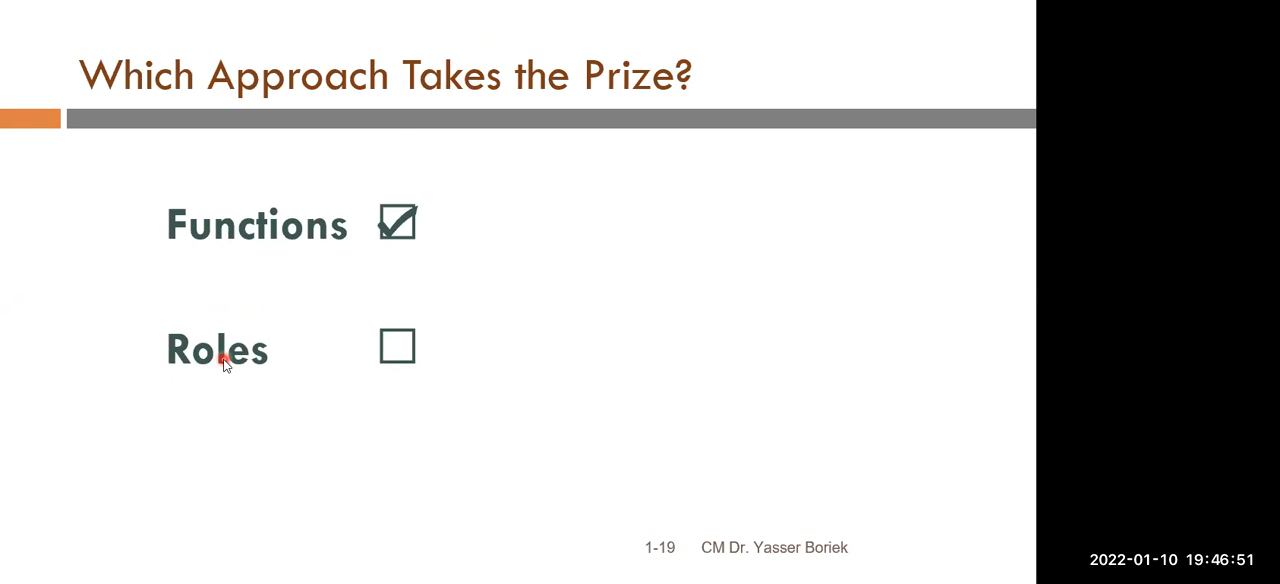 Which Approach Takes the Prize?
Functions
Roles
1-19 CM Dr. Yasser Boriek
2022-01-10 19:46:51